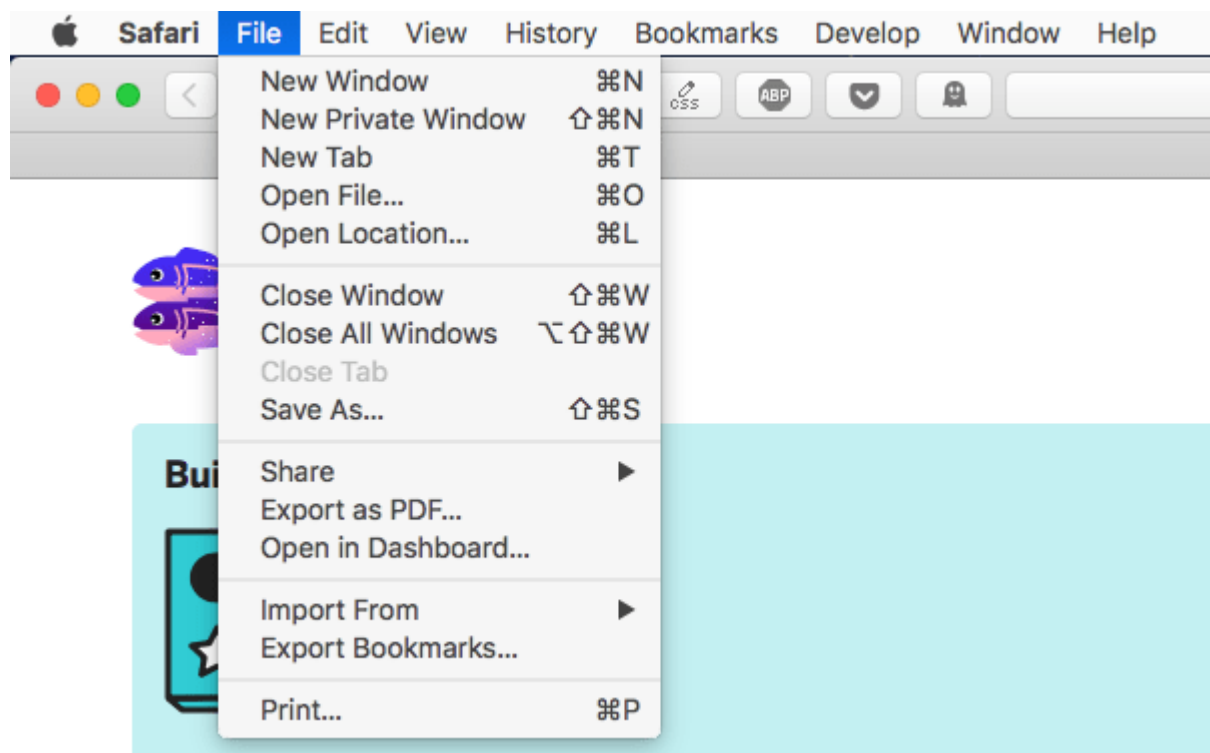 Safari File Edit View History Bookmarks Develop Window Help
New Window ⌘N
css ABP
New Private Window ⇧⌘N
New Tab ⌘T
Open File... ⌘O
Open Location... ⌘L
Close Window ⇧⌘W
Close All Windows ⌥⇧⌘W
Close Tab
Save As... ⇧⌘S
Share ▶
Bui
Export as PDF...
Open in Dashboard...
Import From ▶
Export Bookmarks...
Print... ⌘P